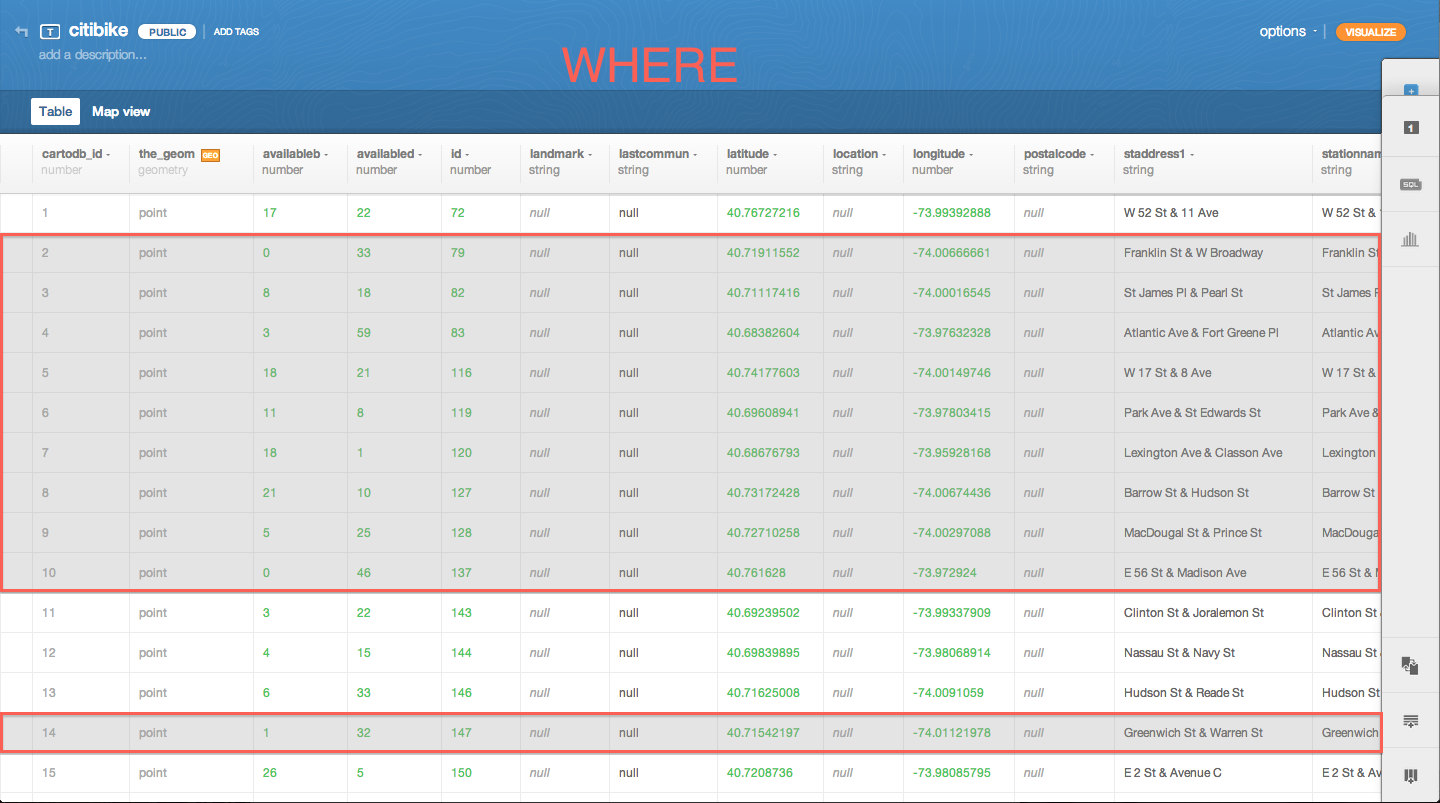 T citibike PUBLIC ADD TAGS options VISUALIZE
add a description...
WHERE
Table Map view
1
SQL
cartodb_id the_geom GEO availableb availabled id landmark lastcommun latitude location longitude postalcode staddress1 stationnam
number geometry number number number string string number string number string string string
1 point 17 22 72 null null 40.76727216 null -73.99392888 null W 52 St & 11 Ave W 52 St &
2 point 0 33 79 null null 40.71911552 null -74.00666661 null Franklin St & W Broadway Franklin St
3 point 8 18 82 null null 40.71117416 null -74.00016545 null St James Pl & Pearl St St James P
4 point 3 59 83 null null 40.68382604 null -73.97632328 null Atlantic Ave & Fort Greene Pl Atlantic Av
5 point 18 21 116 null null 40.74177603 null -74.00149746 null W 17 St & 8 Ave W 17 St &
6 point 11 8 119 null null 40.69608941 null -73.97803415 null Park Ave & St Edwards St Park Ave &
7 point 18 1 120 null null 40.68676793 null -73.95928168 null Lexington Ave & Classon Ave Lexington
8 point 21 10 127 null null 40.73172428 null -74.00674436 null Barrow St & Hudson St Barrow St
9 point 5 25 128 null null 40.72710258 null -74.00297088 null MacDougal St & Prince St MacDouga
10 point 0 46 137 null null 40.761628 null -73.972924 null E 56 St & Madison Ave E 56 St &
11 point 3 22 143 null null 40.69239502 null -73.99337909 null Clinton St & Joralemon St Clinton St
12 point 4 15 144 null null 40.69839895 null -73.98068914 null Nassau St & Navy St Nassau St
13 point 6 33 146 null null 40.71625008 null -74.0091059 null Hudson St & Reade St Hudson St
14 point 1 32 147 null null 40.71542197 null -74.01121978 null Greenwich St & Warren St Greenwich
15 point 26 5 150 null null 40.7208736 null -73.98085795 null E 2 St & Avenue C E 2 St & Av